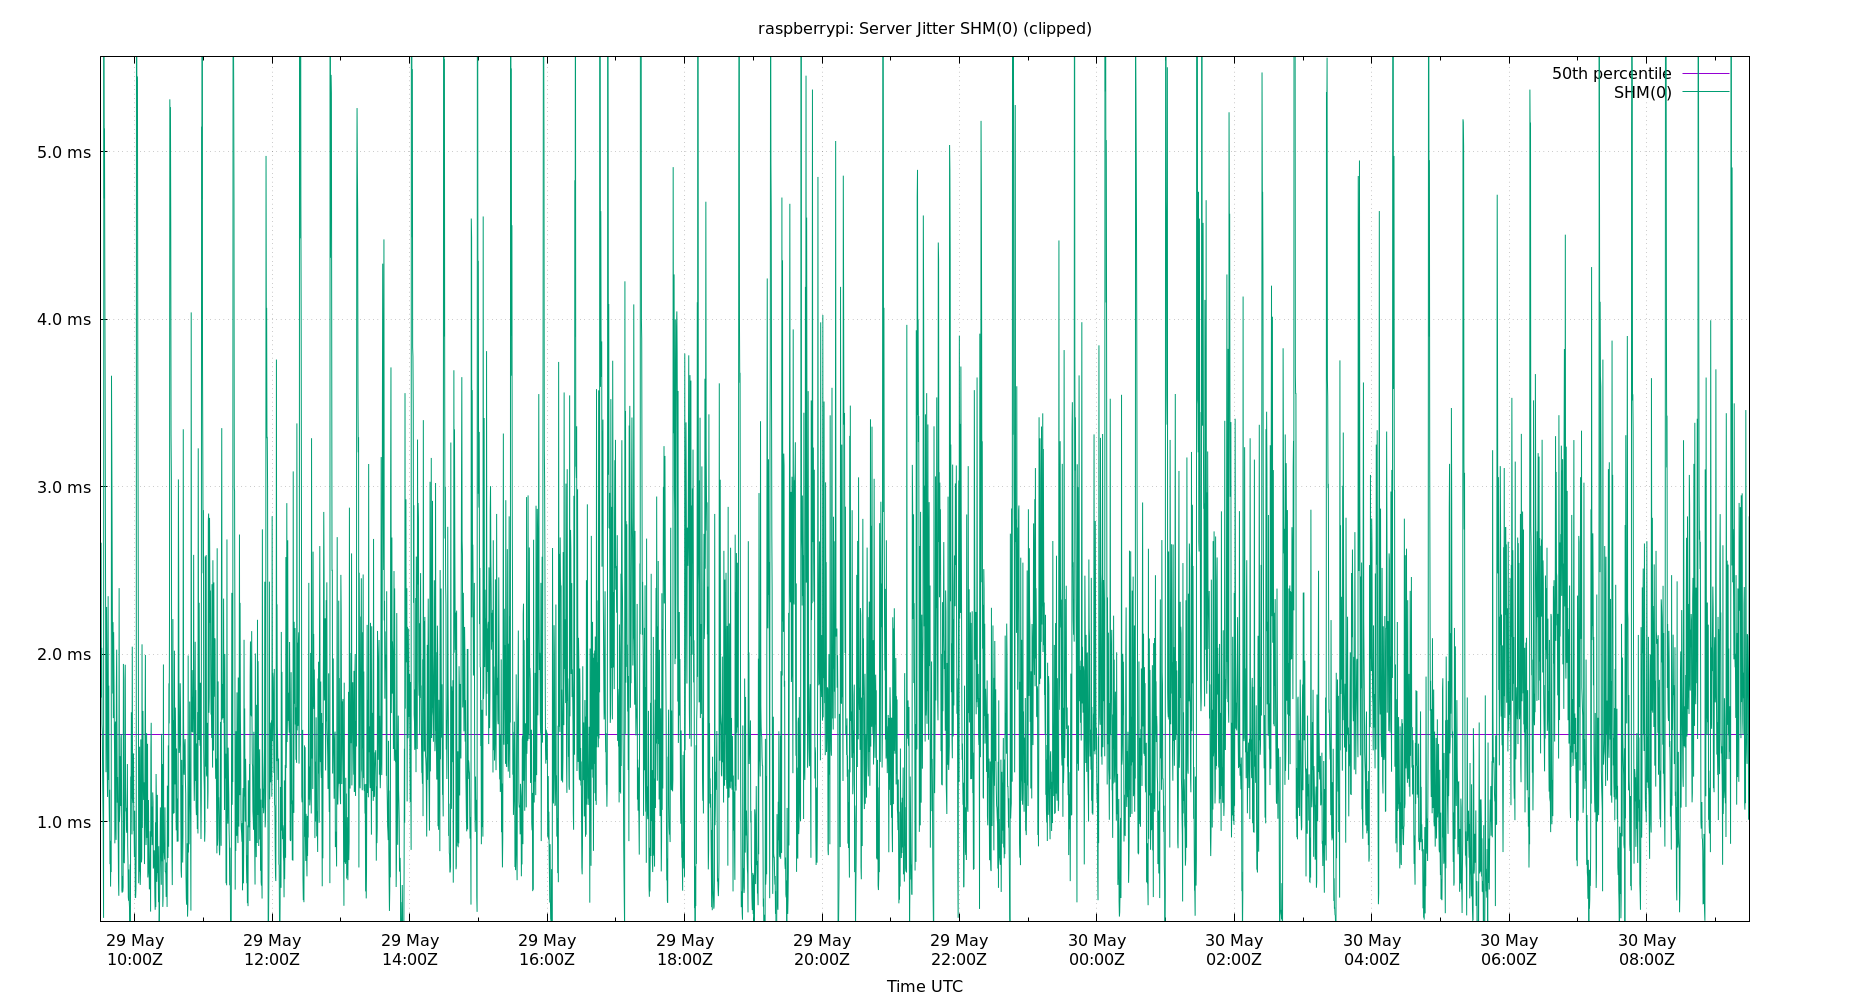 raspberrypi: Server Jitter SHM(0) (clipped)
50th percentile
SHM(0)
5.0 ms
4.0 ms
3.0 ms
2.0 ms
1.0 ms
29 May 29 May 29 May 29 May 29 May 29 May 29 May 30 May 30 May 30 May 30 May 30 May
10:00Z 12:00Z 14:00Z 16:00Z 18:00Z 20:00Z 22:00Z 00:00Z 02:00Z 04:00Z 06:00Z 08:00Z
Time UTC